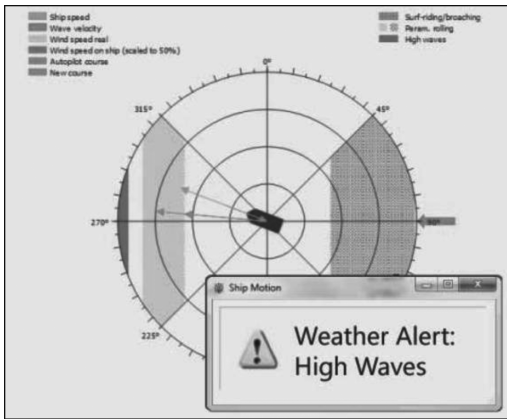 Ship speed
Wave velocity
Wind speed real
Wind speed on ship (scaled to 50%)
Autopilot course
New course
Surf-riding/broaching
Param. rolling
High waves
0°
315°
45°
270°
225°
Ship Motion
Weather Alert:
High Waves